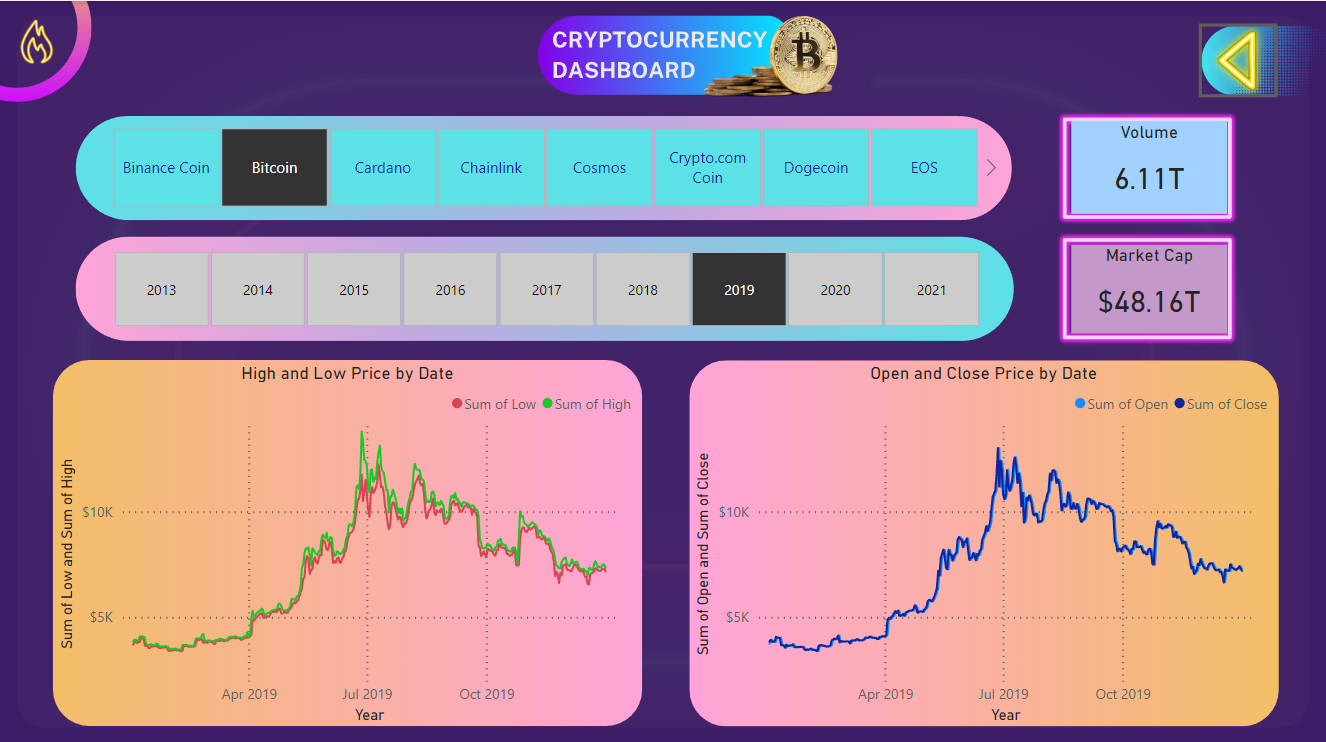 CRYPTOCURRENCY
DASHBOARD
Binance Coin
Bitcoin
Cardano
Chainlink
Cosmos
Crypto.com
Coin
Dogecoin
EOS
Volume
6.11T
2013
2014
2015
2016
2017
2018
2019
2020
2021
Market Cap
$48.16T
High and Low Price by Date
Sum of Low
Sum of High
Sum of Low and Sum of High
$10K
$5K
Apr 2019
Jul 2019
Oct 2019
Year
Open and Close Price by Date
Sum of Open
Sum of Close
Sum of Open and Sum of Close
$10K
$5K
Apr 2019
Jul 2019
Oct 2019
Year